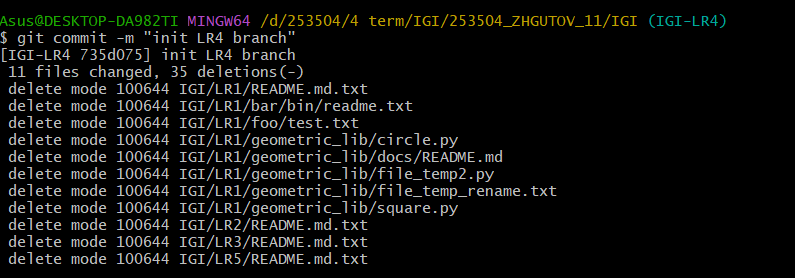 Asus@DESKTOP-DA982TI MINGW64 /d/253504/4 term/IGI/253504_ZHGUTOV_11/IGI (IGI-LR4)
$ git commit -m "init LR4 branch"
[IGI-LR4 735d075] init LR4 branch
 11 files changed, 35 deletions(-)
 delete mode 100644 IGI/LR1/README.md.txt
 delete mode 100644 IGI/LR1/bar/bin/readme.txt
 delete mode 100644 IGI/LR1/foo/test.txt
 delete mode 100644 IGI/LR1/geometric_lib/circle.py
 delete mode 100644 IGI/LR1/geometric_lib/docs/README.md
 delete mode 100644 IGI/LR1/geometric_lib/file_temp2.py
 delete mode 100644 IGI/LR1/geometric_lib/file_temp_rename.txt
 delete mode 100644 IGI/LR1/geometric_lib/square.py
 delete mode 100644 IGI/LR2/README.md.txt
 delete mode 100644 IGI/LR3/README.md.txt
 delete mode 100644 IGI/LR5/README.md.txt